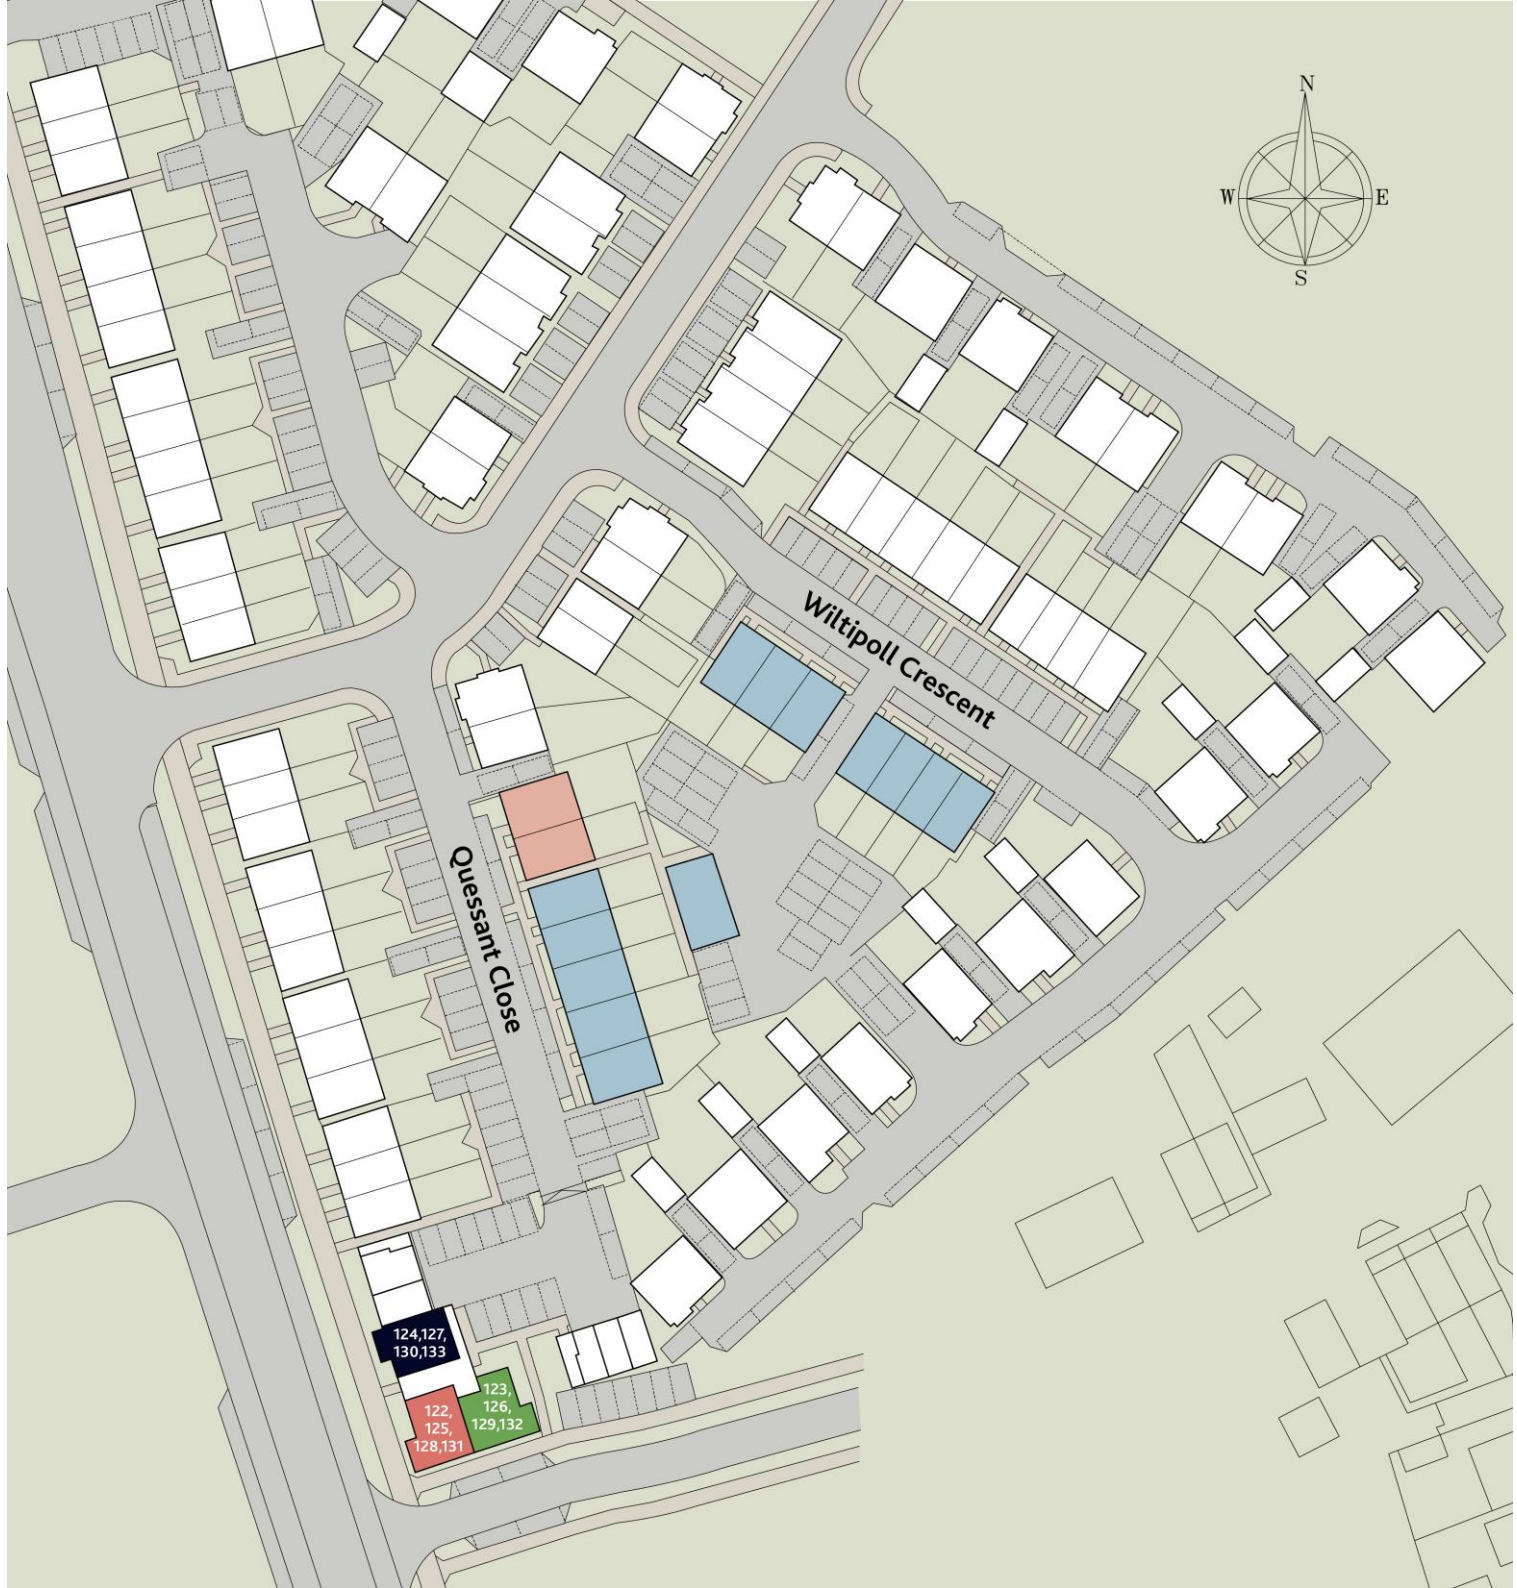 N
W E
S
Wiltipoll Crescent
Quessant Close
124,127,
130,133
123,
126,
129,132
122,
125,
128,131